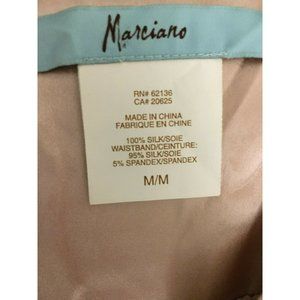 Marciano
RN# 62136
CA# 20625
MADE IN CHINA
FABRIQUE EN CHINE
100% SILK/SOIE
WAISTBAND/CEINTURE:
95% SILK/SOIE
5% SPANDEX/SPANDEX
M/M